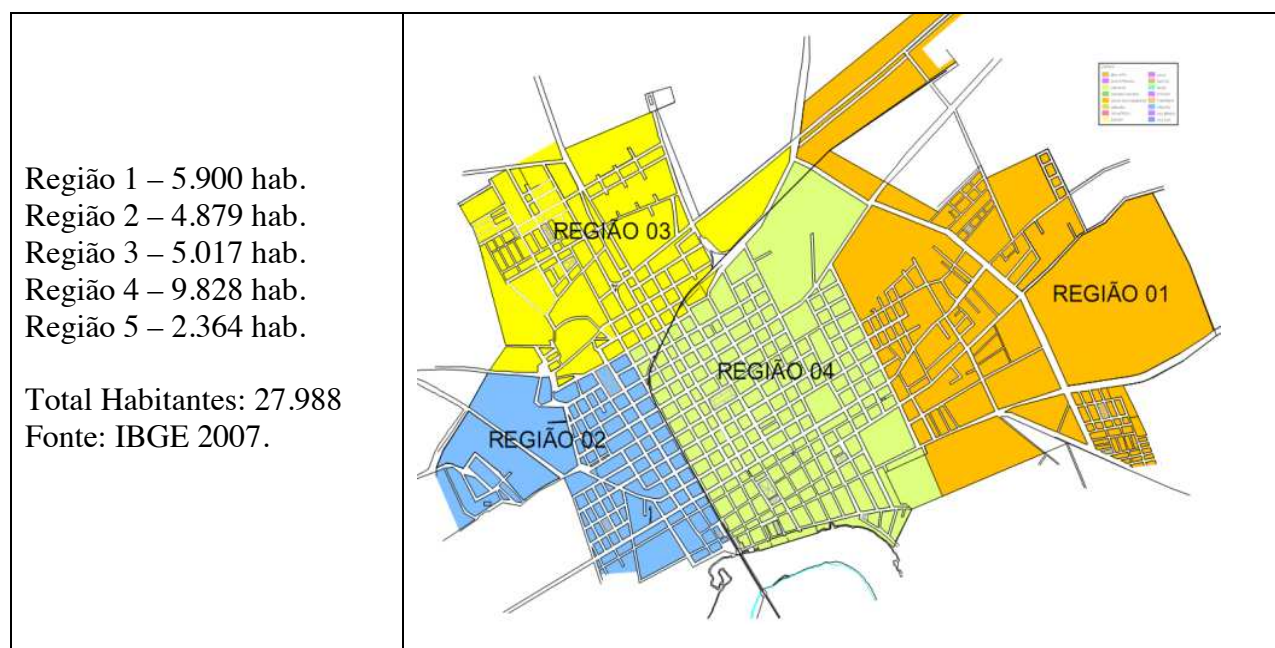 Região 1 – 5.900 hab.
Região 2 – 4.879 hab.
Região 3 – 5.017 hab.
Região 4 – 9.828 hab.
Região 5 – 2.364 hab.
Total Habitantes: 27.988
Fonte: IBGE 2007.
REGIÃO 03
REGIÃO 01
REGIÃO 04
REGIÃO 02